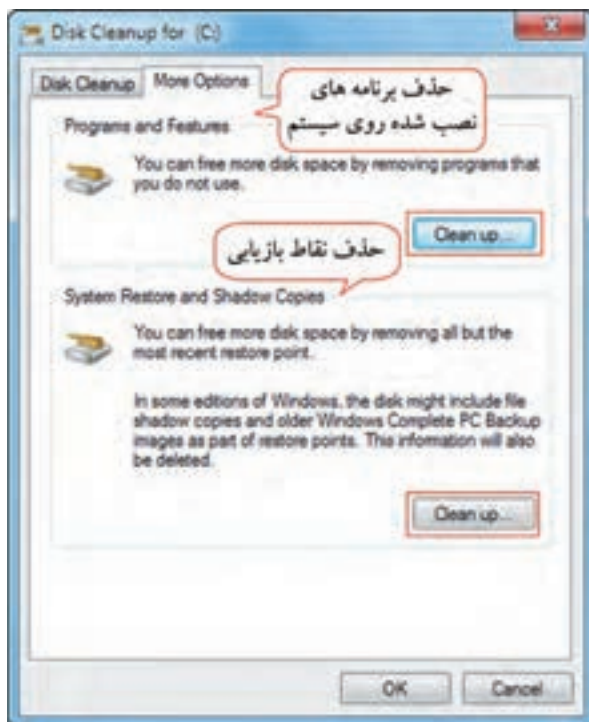 Disk Cleanup for (C:)
Disk Cleanup
More Options
حذف برنامه های
نصب شده روی سیستم
Programs and Features
You can free more disk space by removing programs that
you do not use.
Clean up...
حذف نقاط بازیابی
System Restore and Shadow Copies
You can free more disk space by removing all but the
most recent restore point.
In some editions of Windows, the disk might include file
shadow copies and older Windows Complete PC Backup
images as part of restore points. This information will also
be deleted.
Clean up...
OK
Cancel